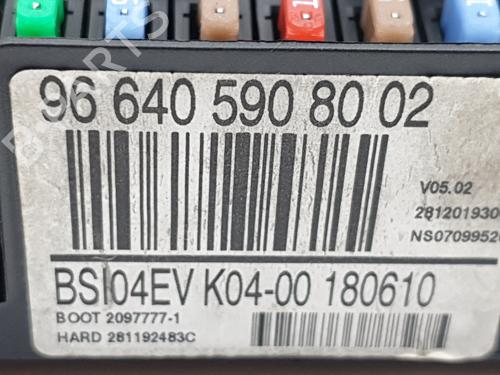 96 640 590 80 02
V05.02
281201930
NS0709952
BSI04EV K04-00 180610
BOOT 2097777-1
HARD 281192483C